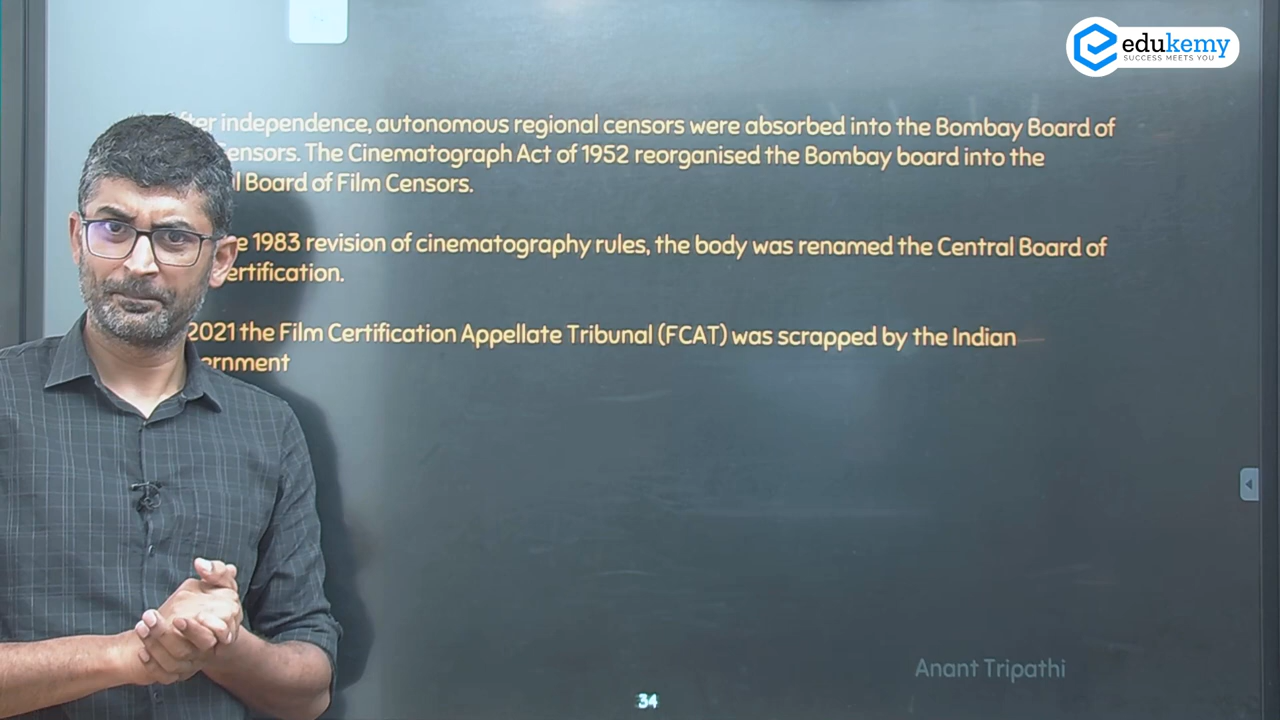 edukemy
SUCCESS MEETS YOU
fter independence, autonomous regional censors were absorbed into the Bombay Board of
ensors. The Cinematograph Act of 1952 reorganised the Bombay board into the
l Board of Film Censors.
e 1983 revision of cinematography rules, the body was renamed the Central Board of
ertification.
2021 the Film Certification Appellate Tribunal (FCAT) was scrapped by the Indian
ernment
Anant Tripathi
34